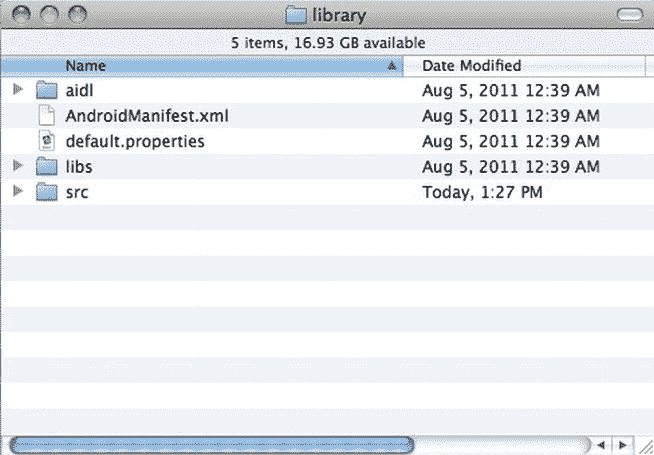 library
5 items, 16.93 GB available
Name Date Modified
aidl Aug 5, 2011 12:39 AM
AndroidManifest.xml Aug 5, 2011 12:39 AM
default.properties Aug 5, 2011 12:39 AM
libs Aug 5, 2011 12:39 AM
src Today, 1:27 PM